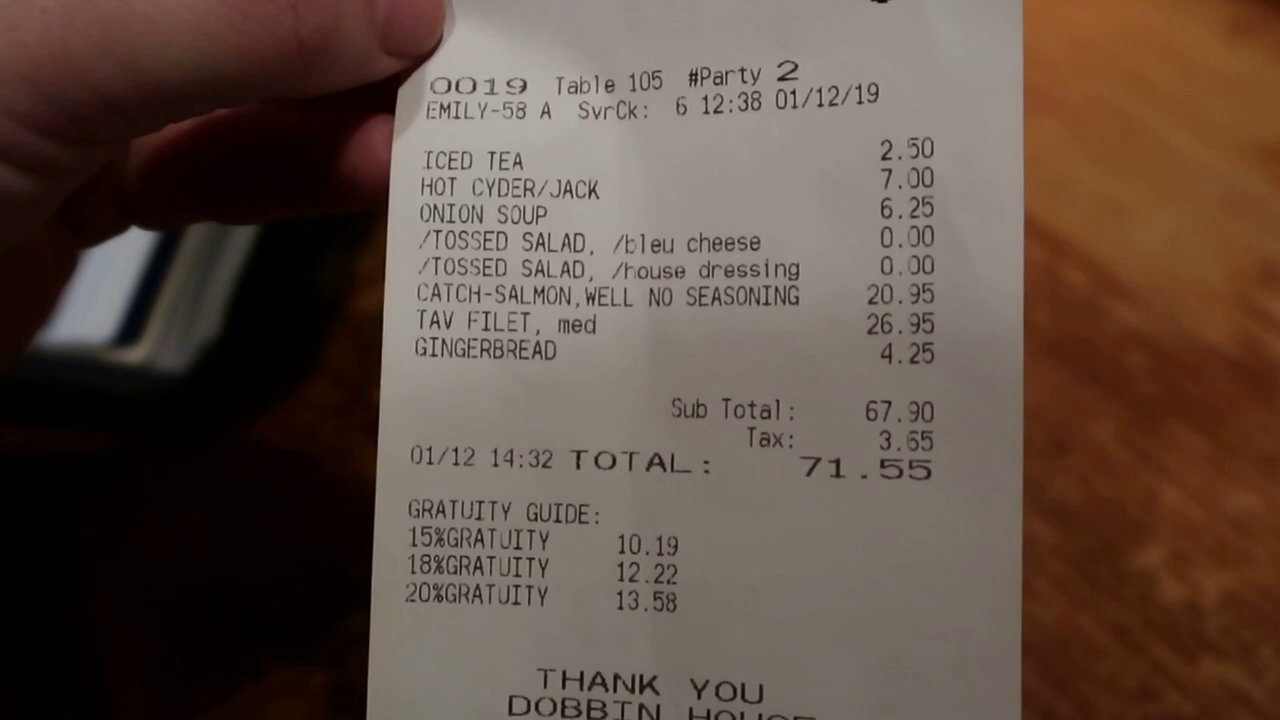 0019 Table 105 #Party 2
EMILY-58 A SvrCk: 6 12:38 01/12/19
ICED TEA 2.50
HOT CYDER/JACK 7.00
ONION SOUP 6.25
/TOSSED SALAD, /bleu cheese 0.00
/TOSSED SALAD, /house dressing 0.00
CATCH-SALMON,WELL NO SEASONING 20.95
TAV FILET, med 26.95
GINGERBREAD 4.25
Sub Total: 67.90
Tax: 3.65
01/12 14:32 TOTAL: 71.55
GRATUITY GUIDE:
15%GRATUITY 10.19
18%GRATUITY 12.22
20%GRATUITY 13.58
THANK YOU
DOBBIN HOUSE